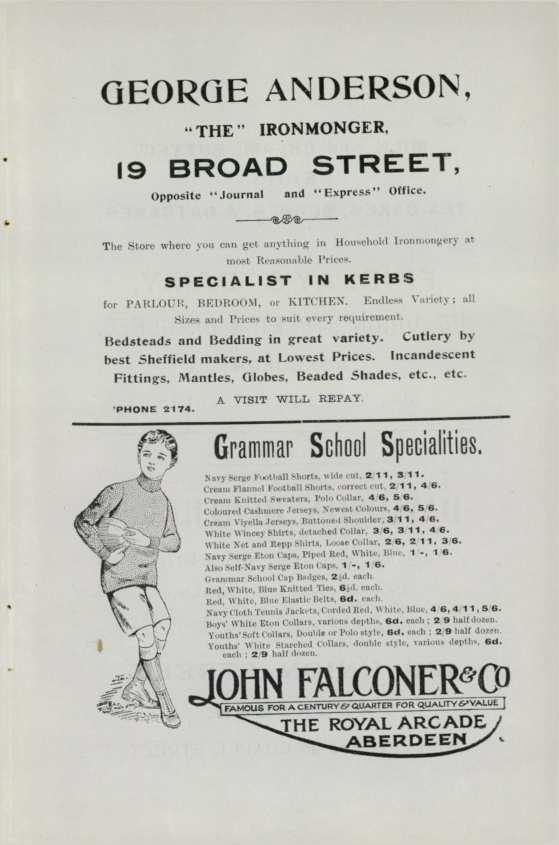 GEORGE ANDERSON,
"THE" IRONMONGER,
19 BROAD STREET,
Opposite "Journal and "Express" Office.
The Store where you can get anything in Household Ironmongery at
most Reasonable Prices.
SPECIALIST IN KERBS
for PARLOUR, BEDROOM, or KITCHEN. Endless Variety; all
Sizes and Prices to suit every requirement.
Bedsteads and Bedding in great variety. Cutlery by
best Sheffield makers, at Lowest Prices. Incandescent
Fittings, Mantles, Globes, Beaded Shades, etc., etc.
A VISIT WILL REPAY.
'PHONE 2174.
Grammar School Specialities.
Navy Serge Football Shorts, wide cut, 2/11, 3/11.
Cream Flannel Football Shorts, correct cut, 2/11, 4/6.
Cream Knitted Sweaters, Polo Collar, 4/6, 5/6.
Coloured Cashmere Jerseys, Newest Colours, 4/6, 5/6.
Cream Viyella Jerseys, Buttoned Shoulder, 3/11, 4/6.
White Wincey Shirts, detached Collar, 3/6, 3/11, 4/6.
White Net and Repp Shirts, Loose Collar, 2/6, 2/11, 3/6.
Navy Serge Eton Caps, Piped Red, White, Blue, 1/-, 1/6.
Also Self-Navy Serge Eton Caps, 1/-, 1/6.
Grammar School Cap Badges, 2½d. each.
Red, White, Blue Knitted Ties, 6½d. each.
Red, White, Blue Elastic Belts, 6d. each.
Navy Cloth Tennis Jackets, Corded Red, White, Blue, 4/6, 4/11, 5/6.
Boys' White Eton Collars, various depths, 6d. each; 2/9 half dozen.
Youths' Soft Collars, Double or Polo style, 6d. each; 2/9 half dozen.
Youths' White Starched Collars, double style, various depths, 6d.
each; 2/9 half dozen.
JOHN FALCONER & CO
FAMOUS FOR A CENTURY & QUARTER FOR QUALITY & VALUE
THE ROYAL ARCADE
ABERDEEN